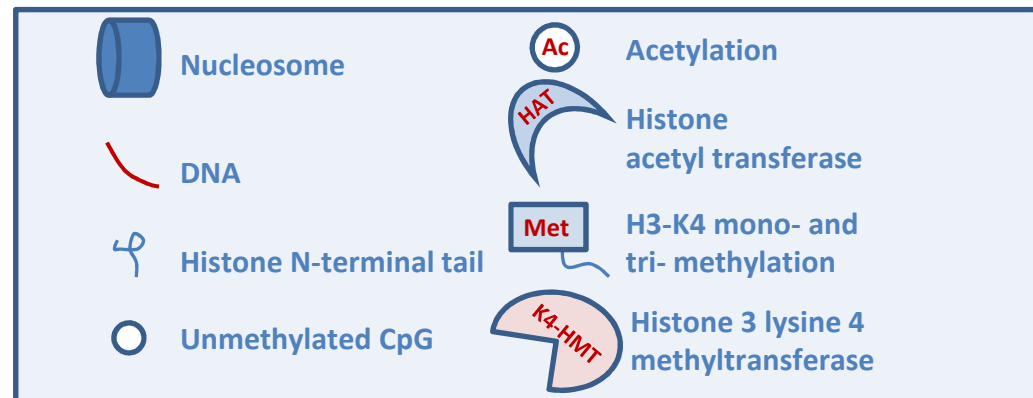 Nucleosome
DNA
Histone N-terminal tail
Unmethylated CpG
Ac
Acetylation
HAT
Histone
acetyl transferase
Met
H3-K4 mono- and
tri- methylation
K4-HMT
Histone 3 lysine 4
methyltransferase